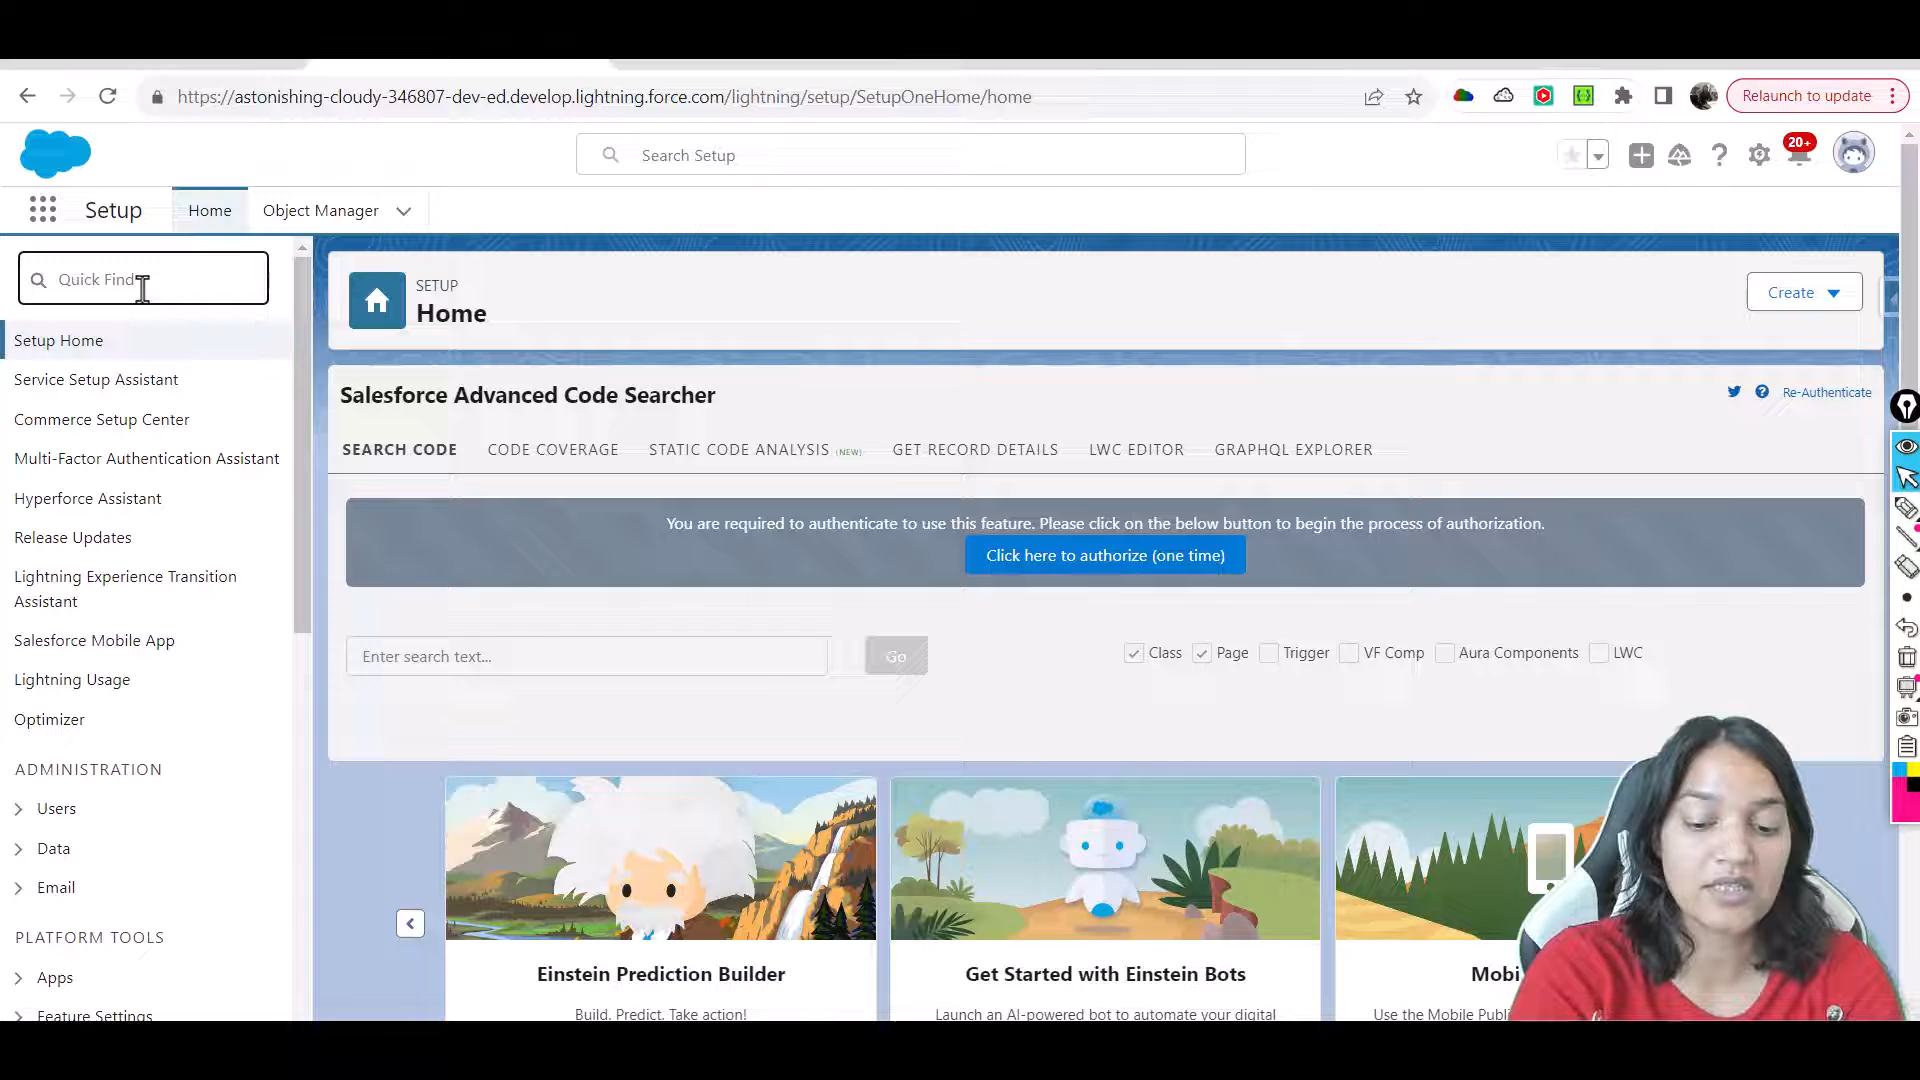 https://astonishing-cloudy-346807-dev-ed.develop.lightning.force.com/lightning/setup/SetupOneHome/home
Relaunch to update
Search Setup
20+
Setup
Home
Object Manager
Quick Find
SETUP
Home
Create
Setup Home
Service Setup Assistant
Commerce Setup Center
Multi-Factor Authentication Assistant
Hyperforce Assistant
Release Updates
Lightning Experience Transition
Assistant
Salesforce Mobile App
Lightning Usage
Optimizer
ADMINISTRATION
Users
Data
Email
PLATFORM TOOLS
Apps
Feature Settings
Salesforce Advanced Code Searcher
Re-Authenticate
SEARCH CODE
CODE COVERAGE
STATIC CODE ANALYSIS (NEW)
GET RECORD DETAILS
LWC EDITOR
GRAPHQL EXPLORER
You are required to authenticate to use this feature. Please click on the below button to begin the process of authorization.
Click here to authorize (one time)
Enter search text...
Go
Class
Page
Trigger
VF Comp
Aura Components
LWC
Einstein Prediction Builder
Build. Predict. Take action!
Get Started with Einstein Bots
Launch an AI-powered bot to automate your digital
Mobi
Use the Mobile Publi